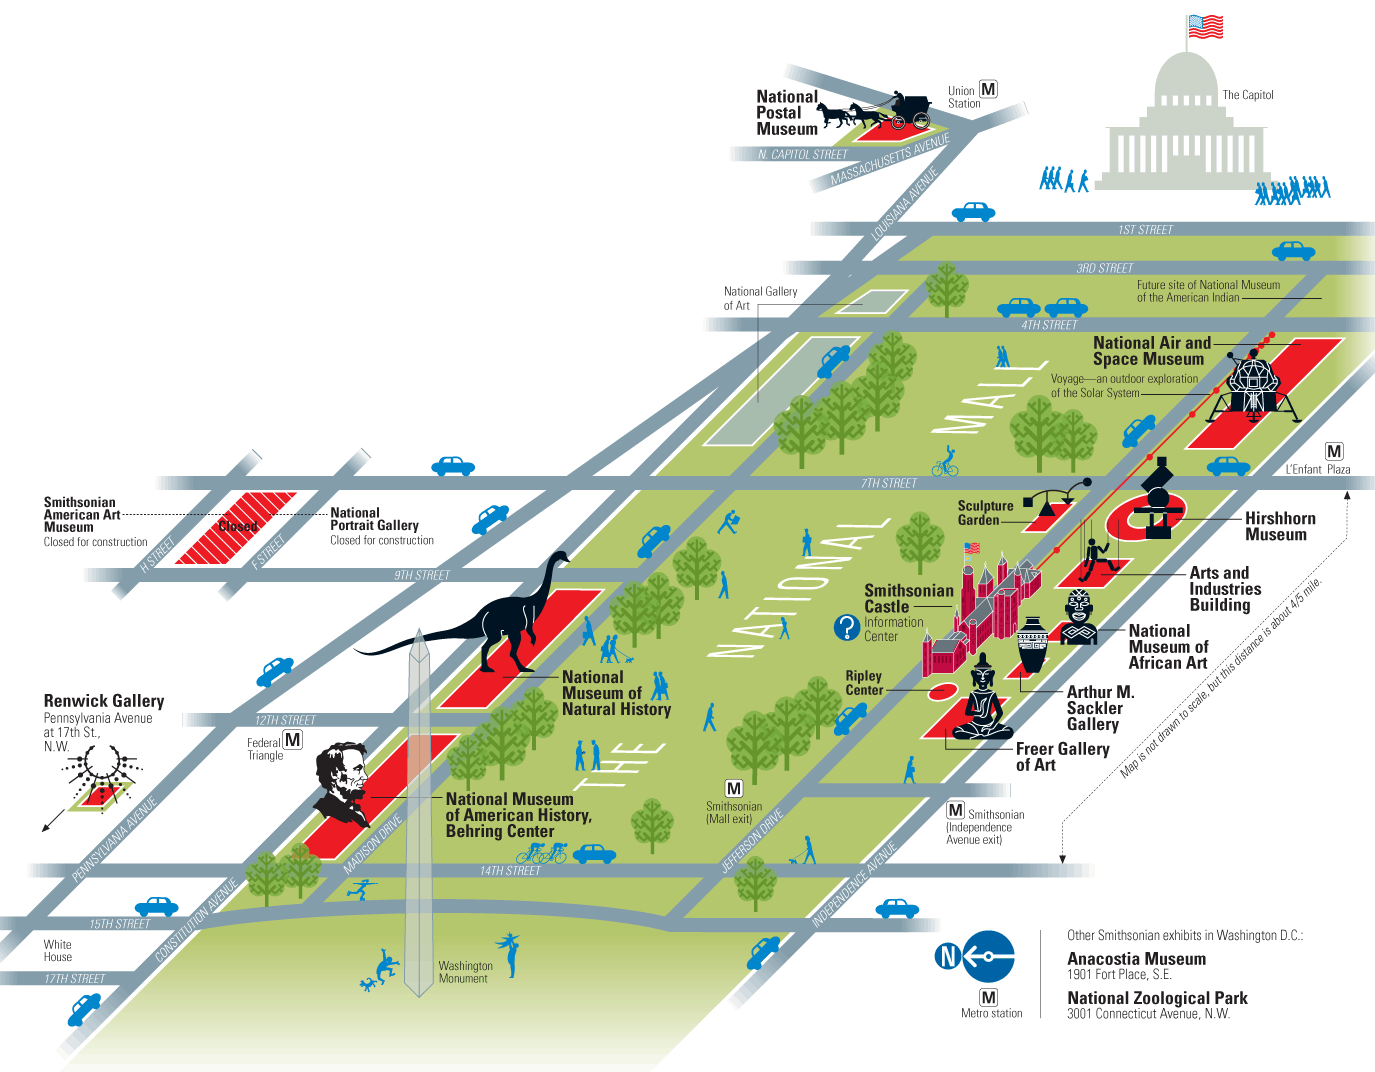 National
Postal
Museum
Union
Station
M
The Capitol
N. CAPITOL STREET
MASSACHUSETTS AVENUE
LOUISIANA AVENUE
1ST STREET
3RD STREET
National Gallery
of Art
Future site of National Museum
of the American Indian
4TH STREET
National Air and
Space Museum
Voyage—an outdoor exploration
of the Solar System
MALL
M
L'Enfant Plaza
7TH STREET
Smithsonian
American Art
Museum
Closed for construction
Closed
National
Portrait Gallery
Closed for construction
H STREET
F STREET
9TH STREET
Sculpture
Garden
Hirshhorn
Museum
NATIONAL
Smithsonian
Castle
Information
Center
?
Arts and
Industries
Building
National
Museum of
African Art
Ripley
Center
Arthur M.
Sackler
Gallery
Freer Gallery
of Art
Map is not drawn to scale, but this distance is about 4/5 mile.
National
Museum of
Natural History
Renwick Gallery
Pennsylvania Avenue
at 17th St.,
N.W.
12TH STREET
Federal
Triangle
M
THE
National Museum
of American History,
Behring Center
M
Smithsonian
(Mall exit)
M
Smithsonian
(Independence
Avenue exit)
PENNSYLVANIA AVENUE
MADISON DRIVE
JEFFERSON DRIVE
14TH STREET
CONSTITUTION AVENUE
INDEPENDENCE AVENUE
15TH STREET
White
House
17TH STREET
Washington
Monument
N
M
Metro station
Other Smithsonian exhibits in Washington D.C.:
Anacostia Museum
1901 Fort Place, S.E.
National Zoological Park
3001 Connecticut Avenue, N.W.